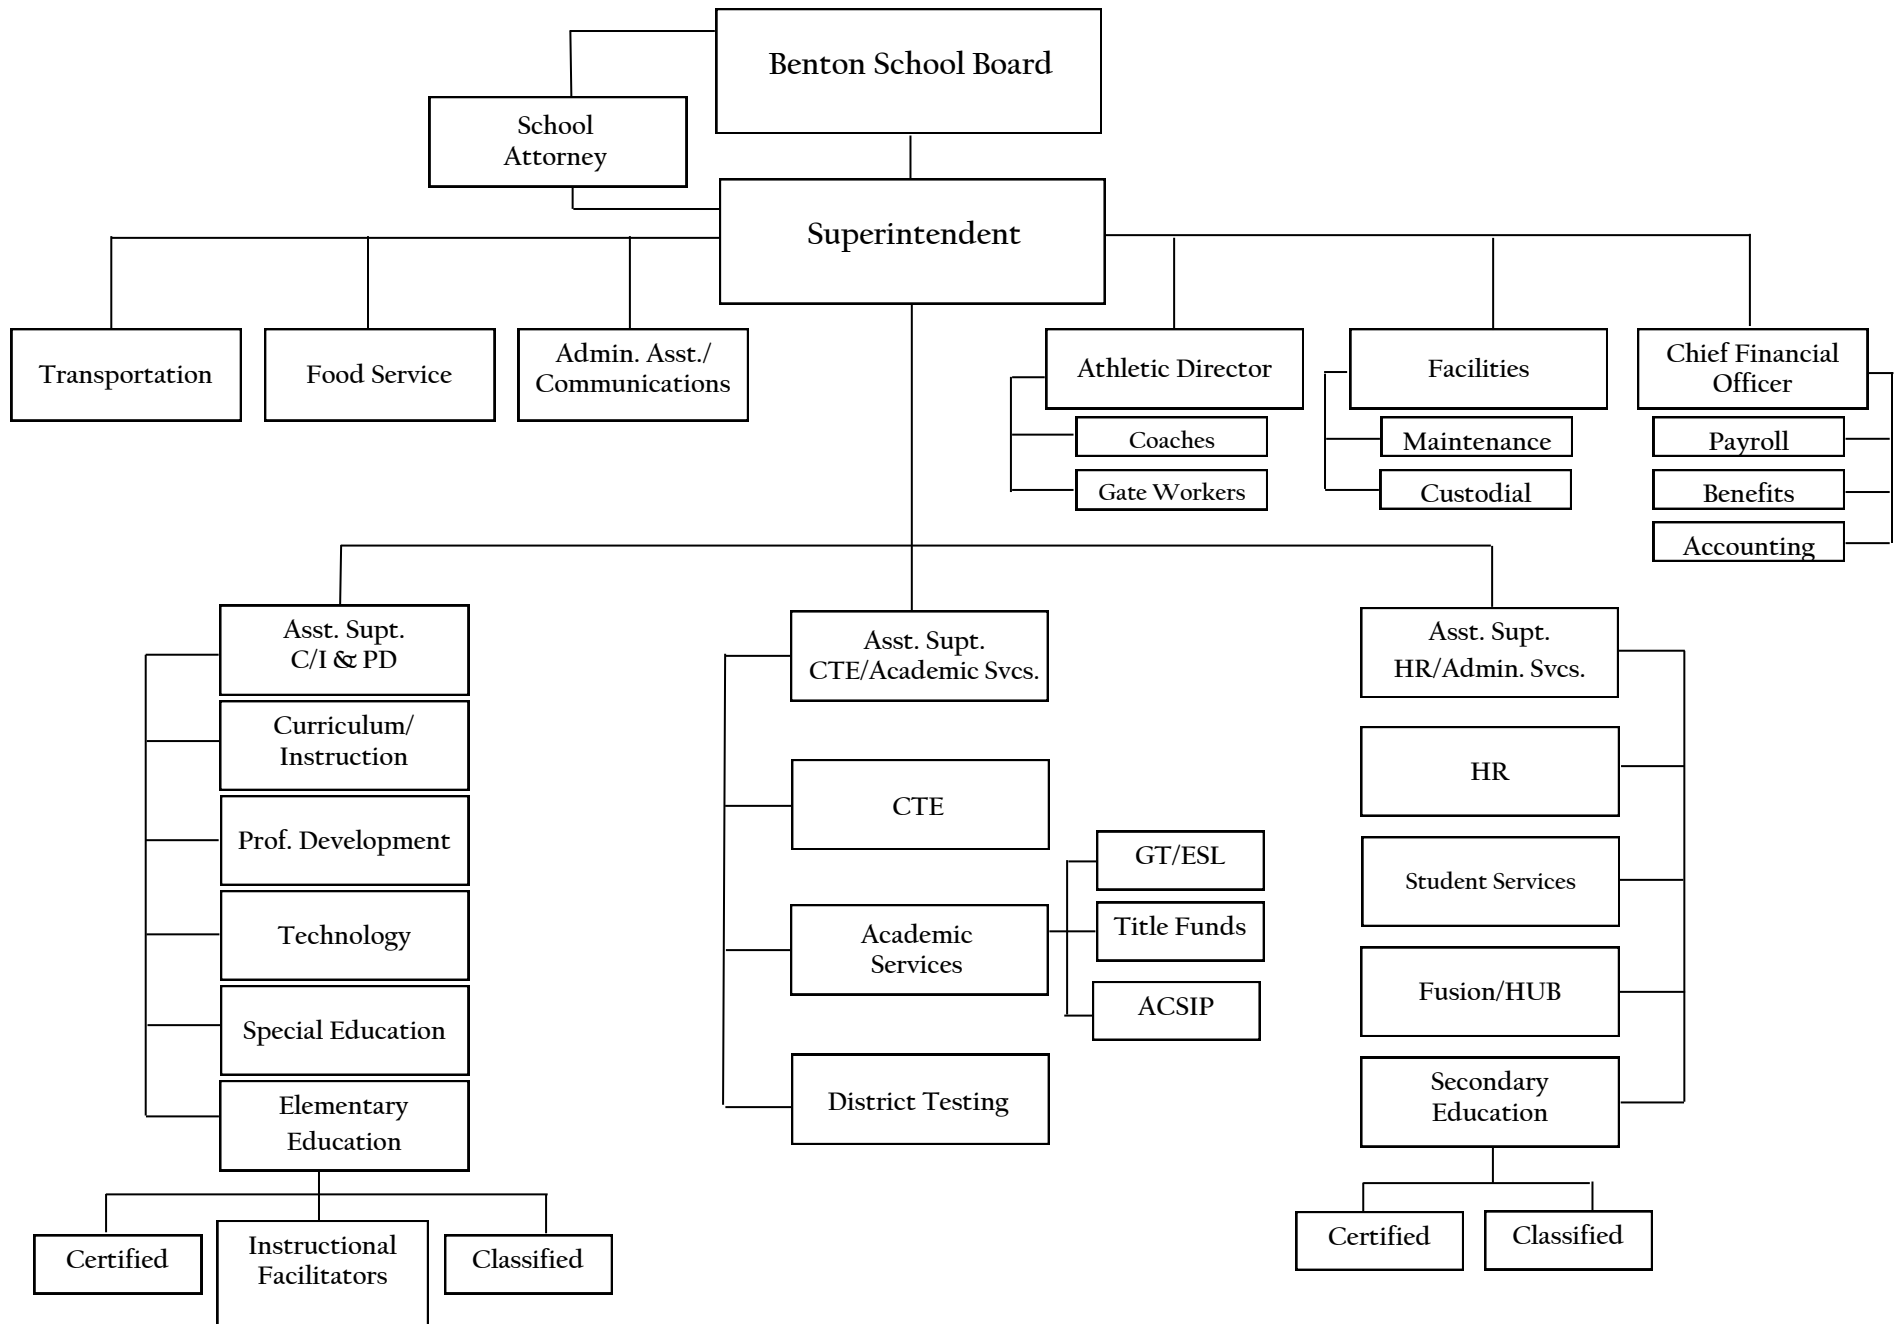 Benton School Board
School
Attorney
Superintendent
Transportation
Food Service
Admin. Asst./
Communications
Athletic Director
Coaches
Gate Workers
Facilities
Maintenance
Custodial
Chief Financial
Officer
Payroll
Benefits
Accounting
Asst. Supt.
C/I & PD
Curriculum/
Instruction
Prof. Development
Technology
Special Education
Elementary
Education
Certified
Instructional
Facilitators
Classified
Asst. Supt.
CTE/Academic Svcs.
CTE
Academic
Services
GT/ESL
Title Funds
ACSIP
District Testing
Asst. Supt.
HR/Admin. Svcs.
HR
Student Services
Fusion/HUB
Secondary
Education
Certified
Classified